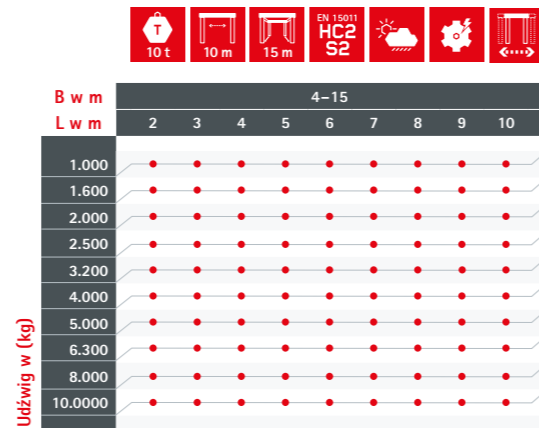 T
10 t
10 m
15 m
EN 15011
HC2
S2
B w m 4–15
L w m 2 3 4 5 6 7 8 9 10
Udźwig w (kg)
1.000
1.600
2.000
2.500
3.200
4.000
5.000
6.300
8.000
10.0000